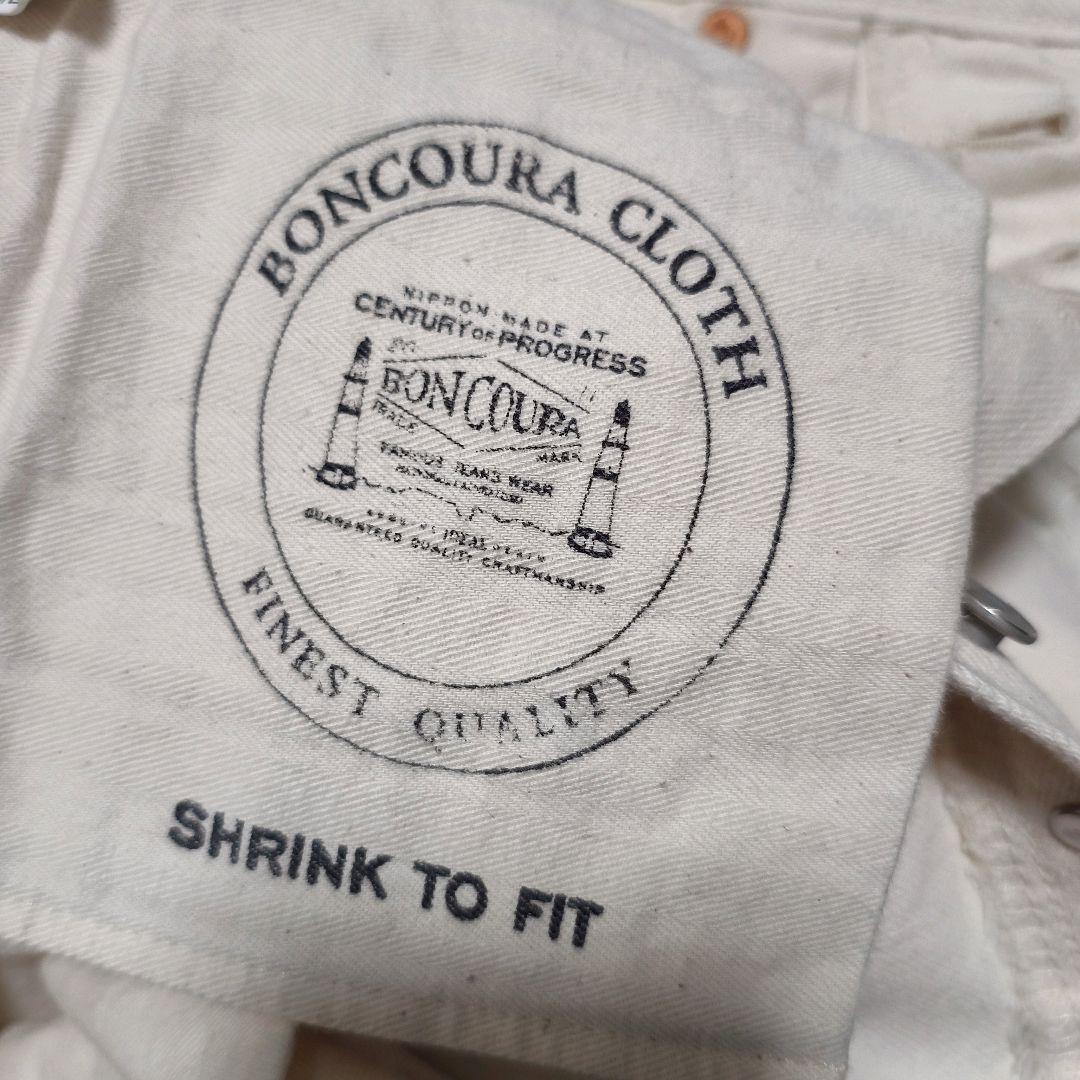 BONCOURA CLOTH
NIPPON MADE AT
CENTURY OF PROGRESS
BONCOURA
TRADE
MARK
FAMOUS JEANS WEAR
GUARANTEED QUALITY CRAFTMANSHIP
FINEST QUALITY
SHRINK TO FIT